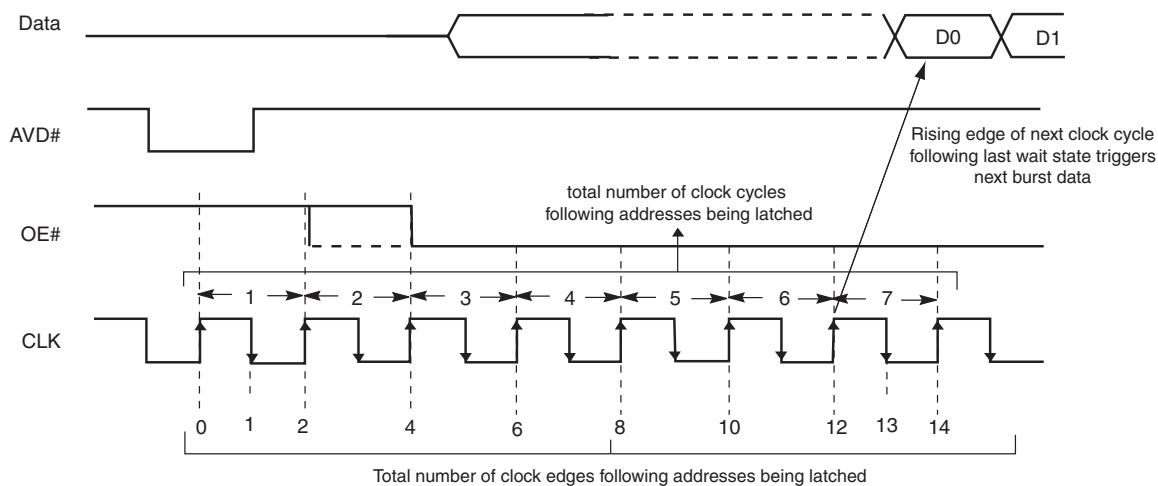 Data
D0
D1
AVD#
Rising edge of next clock cycle
following last wait state triggers
next burst data
total number of clock cycles
following addresses being latched
OE#
1 2 3 4 5 6 7
CLK
0 1 2 4 6 8 10 12 13 14
Total number of clock edges following addresses being latched